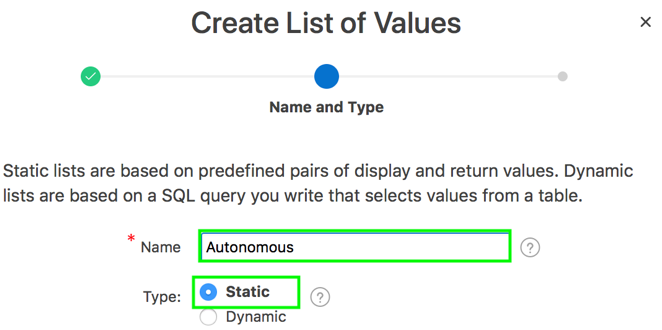 Create List of Values
Name and Type
Static lists are based on predefined pairs of display and return values. Dynamic
lists are based on a SQL query you write that selects values from a table.
* Name Autonomous ?
Type: Static ?
Dynamic